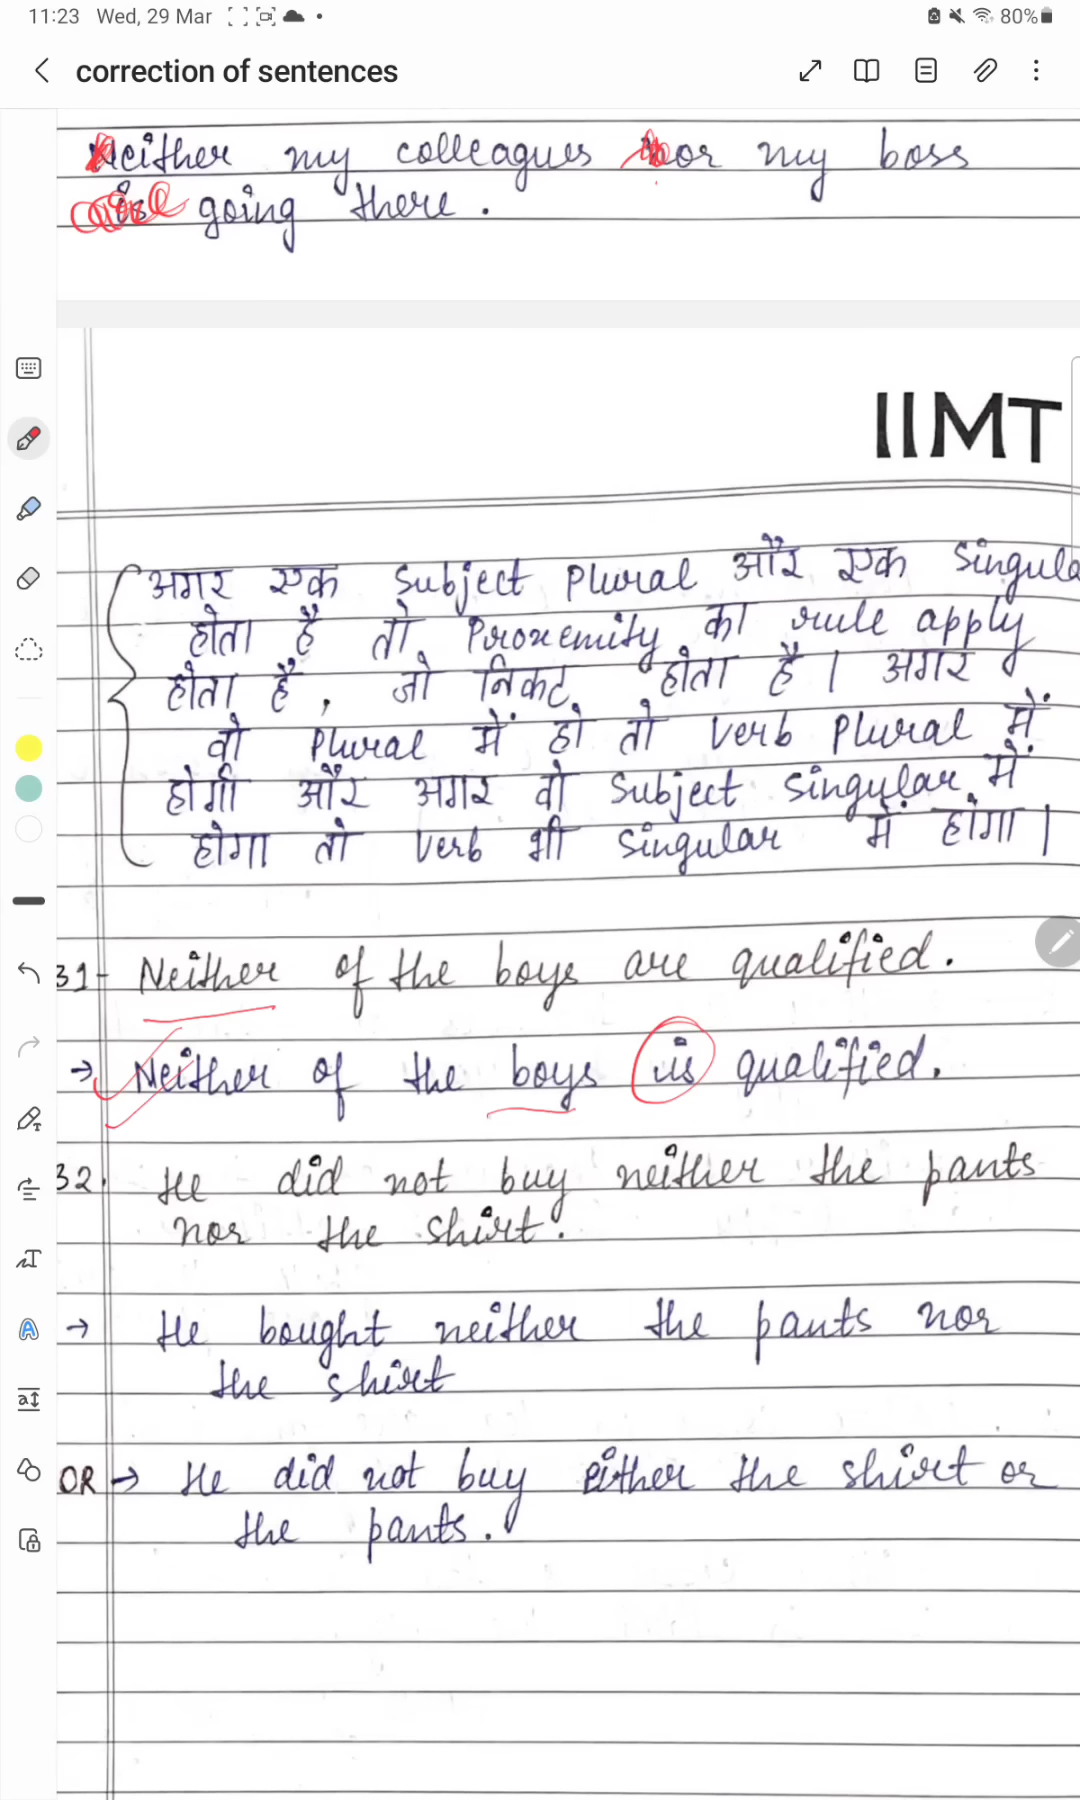 11:23 Wed, 29 Mar 80%
correction of sentences
Neither my colleagues nor my boss
is going there.
IIMT
अगर एक Subject Plural और एक Singula
होता है तो Proxemity का rule apply
होता है, जो निकट होता है। अगर
वो Plural में हो तो verb Plural में
होगी और अगर वो Subject Singular में
होगा तो verb भी Singular में होगा।
31- Neither of the boys are qualified.
→ Neither of the boys is qualified.
32. He did not buy neither the pants
nor the shirt.
→ He bought neither the pants nor
the shirt
OR → He did not buy either the shirt or
the pants.